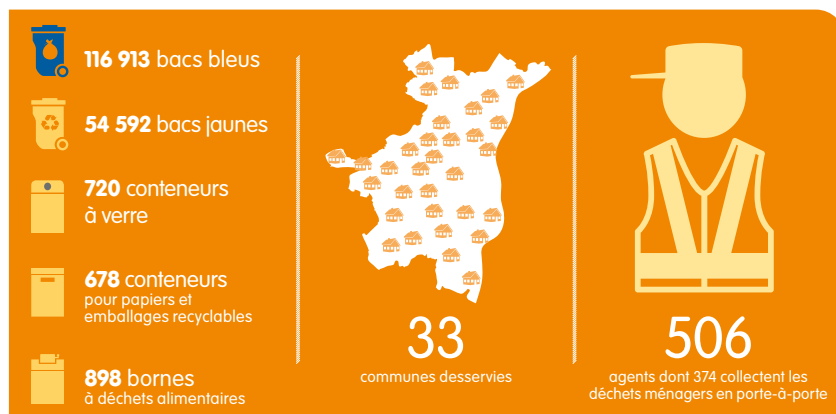 116 913 bacs bleus
54 592 bacs jaunes
720 conteneurs
à verre
678 conteneurs
pour papiers et
emballages recyclables
898 bornes
à déchets alimentaires
33
communes desservies
506
agents dont 374 collectent les
déchets ménagers en porte-à-porte